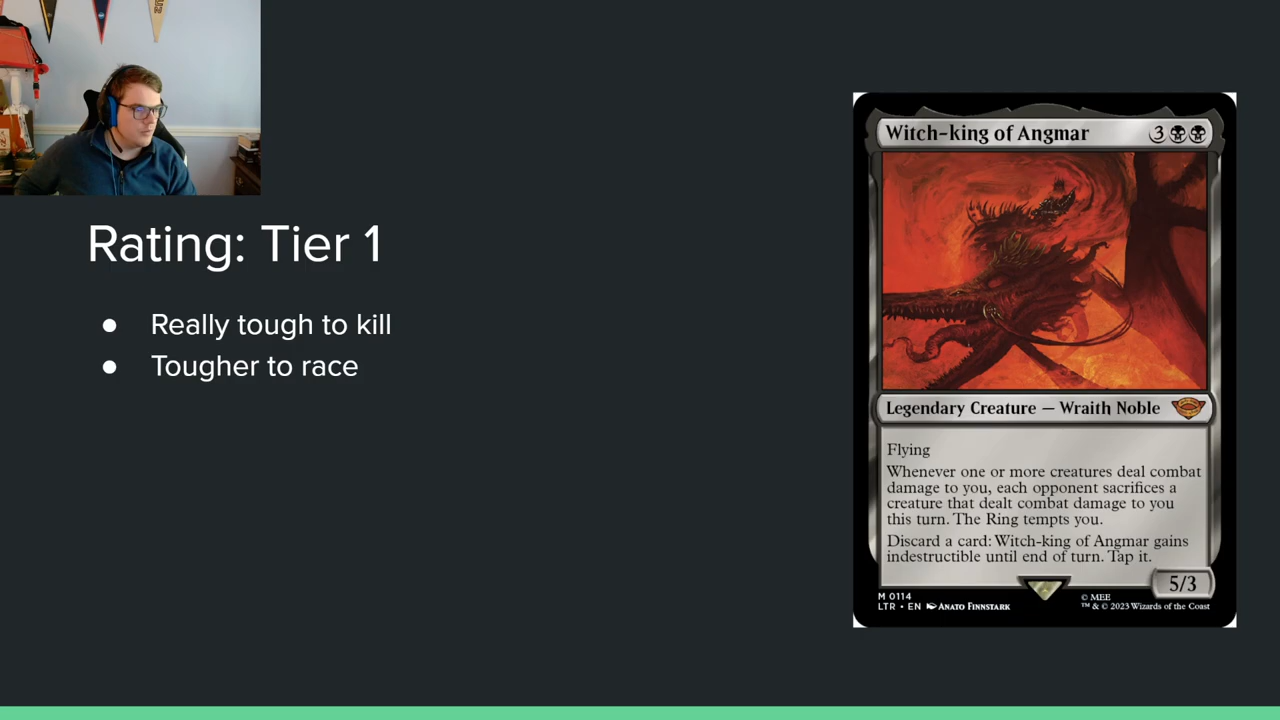 Rating: Tier 1
● Really tough to kill
● Tougher to race
Witch-king of Angmar 3
Legendary Creature — Wraith Noble
Flying
Whenever one or more creatures deal combat
damage to you, each opponent sacrifices a
creature that dealt combat damage to you
this turn. The Ring tempts you.
Discard a card: Witch-king of Angmar gains
indestructible until end of turn. Tap it.
5/3
M 0114
LTR • EN Anato Finnstark
© MEE
™ & © 2023 Wizards of the Coast